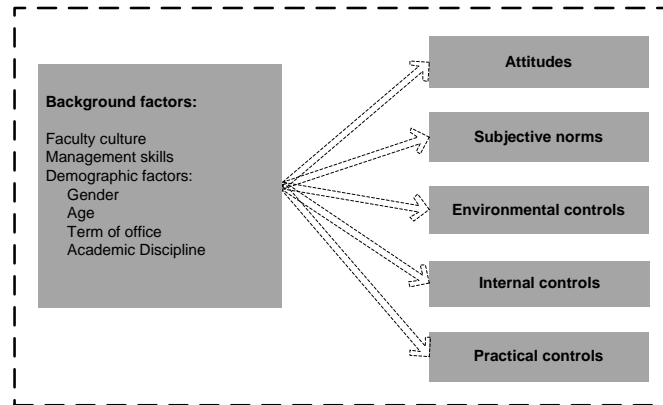 Background factors:
Faculty culture
Management skills
Demographic factors:
Gender
Age
Term of office
Academic Discipline
Attitudes
Subjective norms
Environmental controls
Internal controls
Practical controls